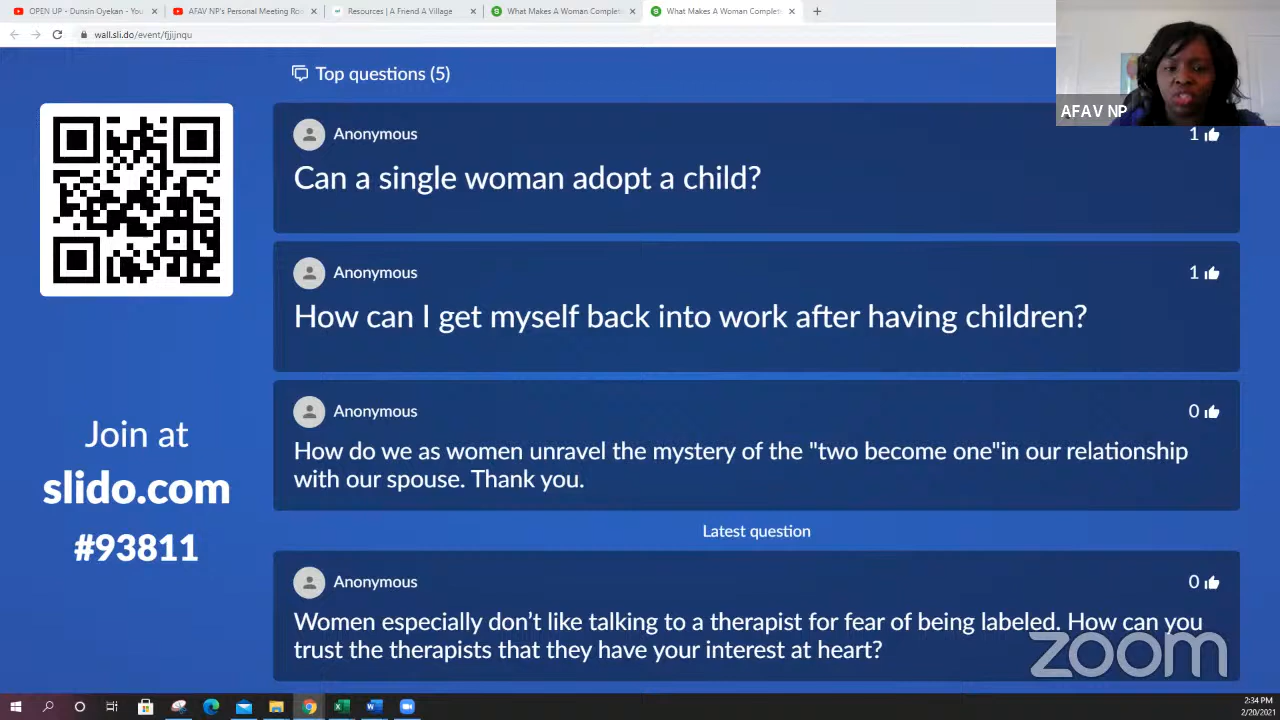 OPEN UP - Dunsin Oyekan - You
AFAV NP's Personal Meeting Roo
Resources | A Friend A Village
What Makes A Woman Complete
What Makes A Woman Complete
wall.sli.do/event/fjjijnqu
AFAV NP
Top questions (5)
Anonymous
1
Can a single woman adopt a child?
Anonymous
1
How can I get myself back into work after having children?
Anonymous
0
How do we as women unravel the mystery of the "two become one"in our relationship
with our spouse. Thank you.
Latest question
Anonymous
0
Women especially don't like talking to a therapist for fear of being labeled. How can you
trust the therapists that they have your interest at heart?
Join at
slido.com
#93811
zoom
2:34 PM
2/20/2021